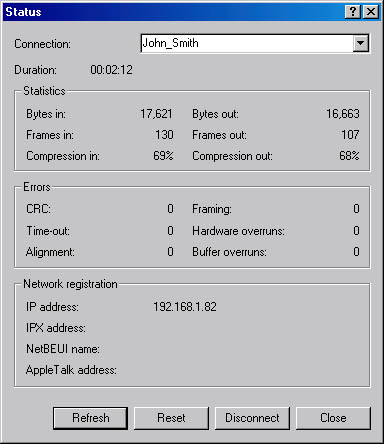 Status
Connection: John_Smith
Duration: 00:02:12
Statistics
Bytes in: 17,621 Bytes out: 16,663
Frames in: 130 Frames out: 107
Compression in: 69% Compression out: 68%
Errors
CRC: 0 Framing: 0
Time-out: 0 Hardware overruns: 0
Alignment: 0 Buffer overruns: 0
Network registration
IP address: 192.168.1.82
IPX address:
NetBEUI name:
AppleTalk address:
Refresh Reset Disconnect Close